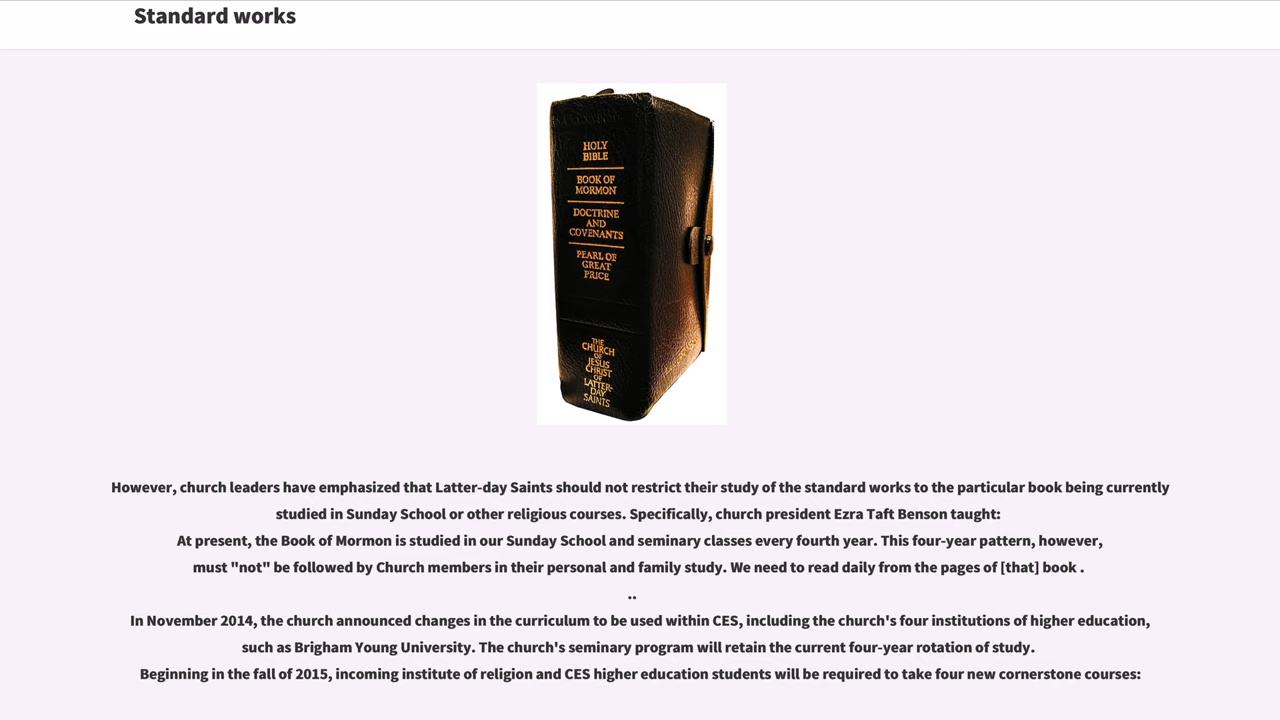 Standard works
HOLY
BIBLE
BOOK OF
MORMON
DOCTRINE
AND
COVENANTS
PEARL OF
GREAT
PRICE
THE
CHURCH
OF
JESUS
CHRIST
OF
LATTER-
DAY
SAINTS
However, church leaders have emphasized that Latter-day Saints should not restrict their study of the standard works to the particular book being currently
studied in Sunday School or other religious courses. Specifically, church president Ezra Taft Benson taught:
At present, the Book of Mormon is studied in our Sunday School and seminary classes every fourth year. This four-year pattern, however,
must "not" be followed by Church members in their personal and family study. We need to read daily from the pages of [that] book .
..
In November 2014, the church announced changes in the curriculum to be used within CES, including the church's four institutions of higher education,
such as Brigham Young University. The church's seminary program will retain the current four-year rotation of study.
Beginning in the fall of 2015, incoming institute of religion and CES higher education students will be required to take four new cornerstone courses: